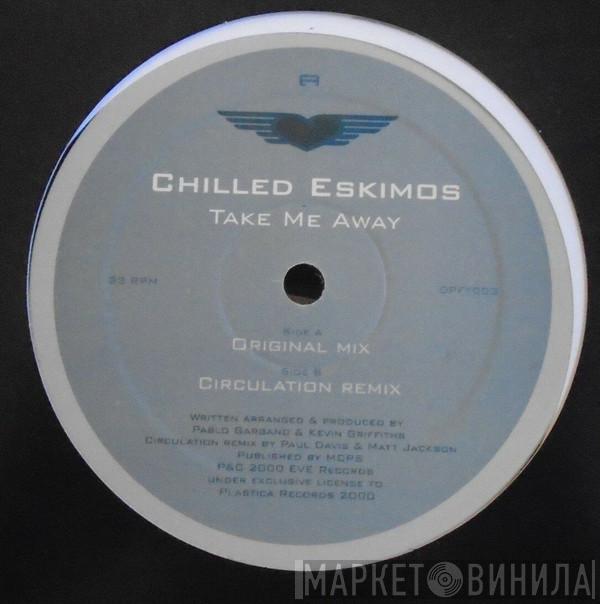 A
CHILLED ESKIMOS
TAKE ME AWAY
33 RPM
OPFY003
SIDE A
ORIGINAL MIX
SIDE B
CIRCULATION REMIX
WRITTEN ARRANGED & PRODUCED BY
PABLO GARGANO & KEVIN GRIFFITHS
CIRCULATION REMIX BY PAUL DAVIS & MATT JACKSON
PUBLISHED BY MCPS
P&C 2000 EVE RECORDS
UNDER EXCLUSIVE LICENSE TO
PLASTICA RECORDS 2000
МАРКЕТ ВИНИЛА